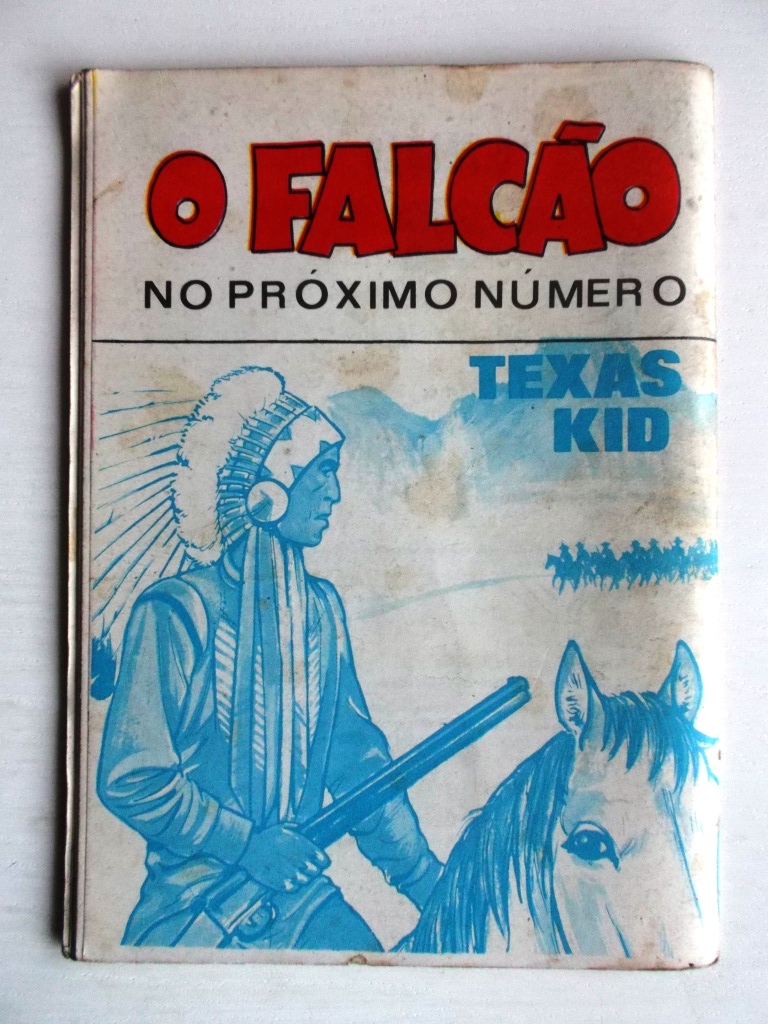 O FALCÃO
NO PRÓXIMO NÚMERO
TEXAS
KID